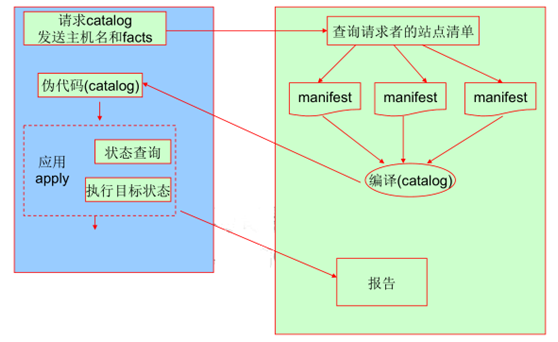 请求catalog
发送主机名和facts
伪代码(catalog)
应用
apply
状态查询
执行目标状态
查询请求者的站点清单
manifest
manifest
manifest
编译(catalog)
报告